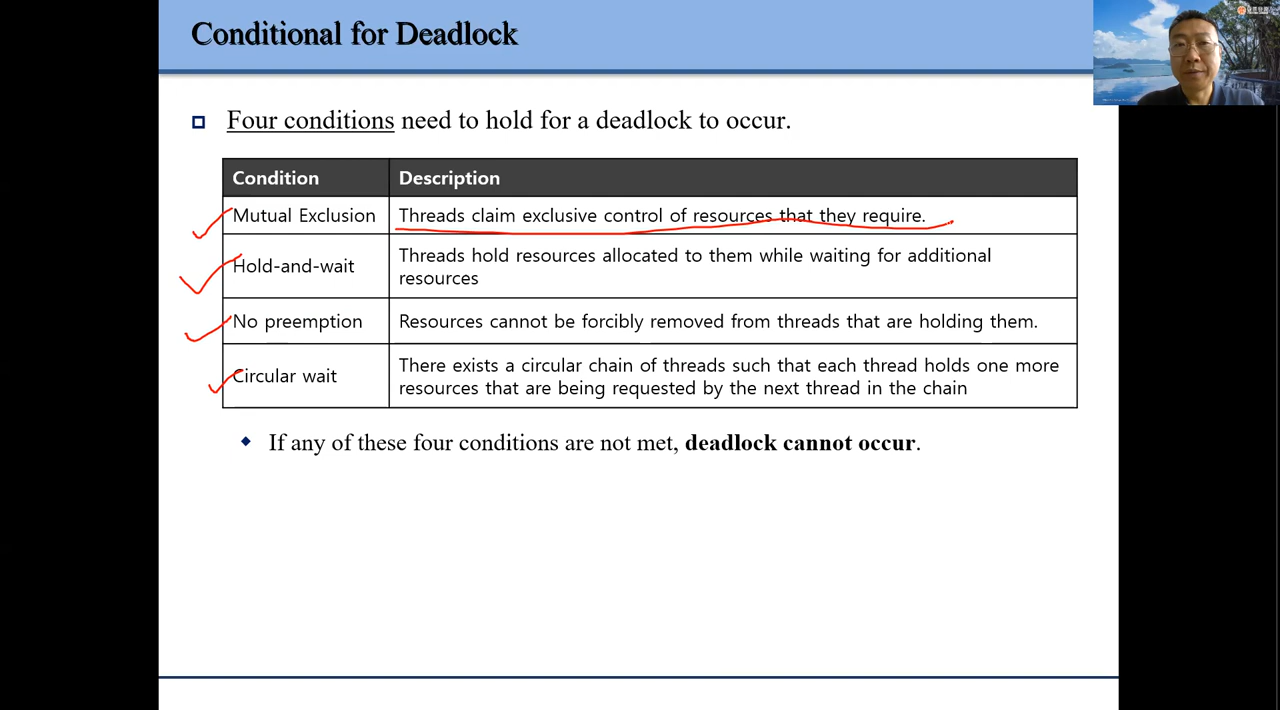 Conditional for Deadlock
Four conditions need to hold for a deadlock to occur.
Condition Description
Mutual Exclusion Threads claim exclusive control of resources that they require.
Hold-and-wait Threads hold resources allocated to them while waiting for additional
resources
No preemption Resources cannot be forcibly removed from threads that are holding them.
Circular wait There exists a circular chain of threads such that each thread holds one more
resources that are being requested by the next thread in the chain
If any of these four conditions are not met, deadlock cannot occur.